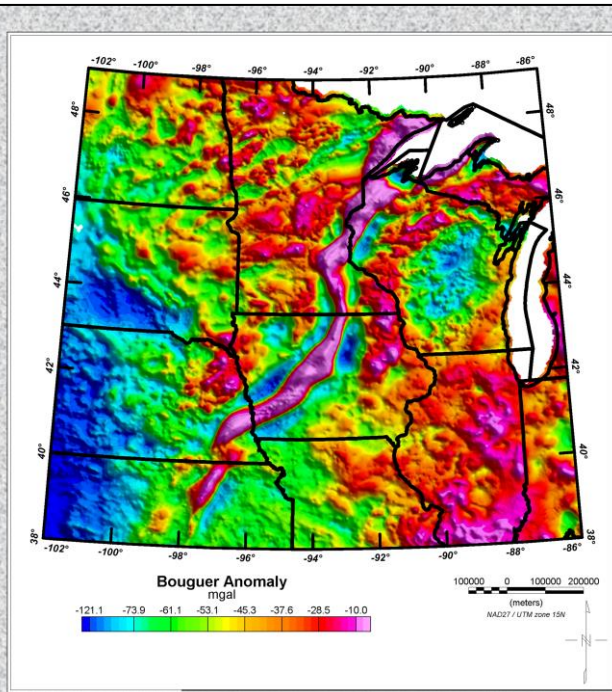 -102° -100° -98° -96° -94° -92° -90° -88° -86°
48° 48°
46° 46°
44° 44°
42° 42°
40° 40°
38° 38°
-102° -100° -98° -96° -94° -92° -90° -88° -86°
Bouguer Anomaly
mgal
-121.1 -73.9 -61.1 -53.1 -45.3 -37.6 -28.5 -10.0
100000 0 100000 200000
(meters)
NAD27 / UTM zone 15N
N